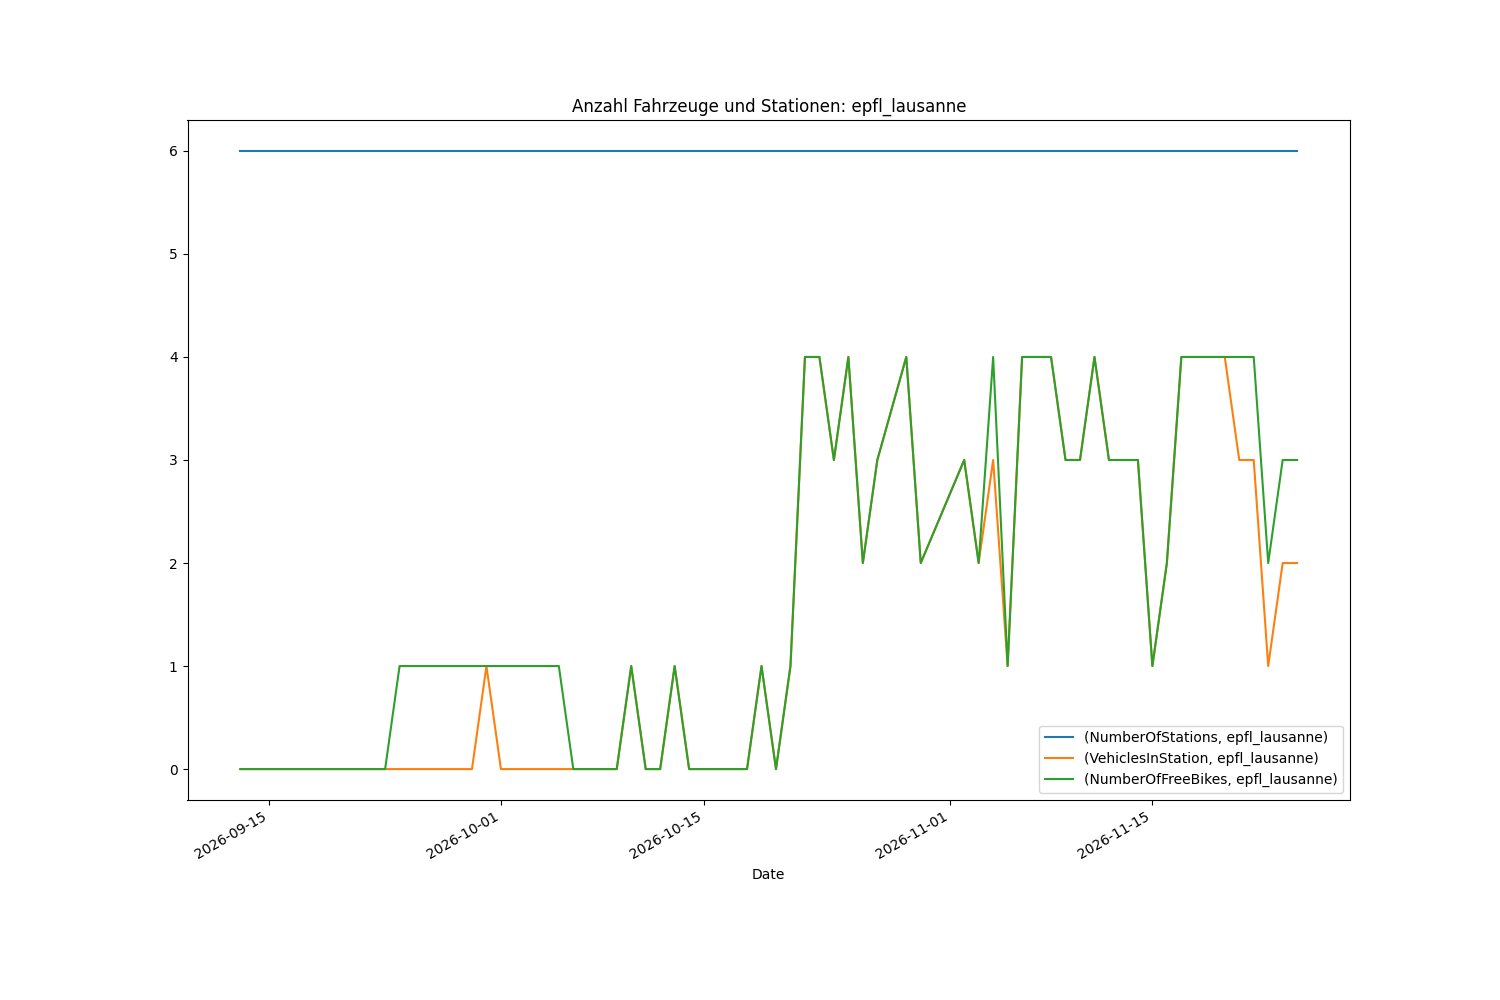 Anzahl Fahrzeuge und Stationen: epfl_lausanne
6
5
4
3
2
1
0
(NumberOfStations, epfl_lausanne)
(VehiclesInStation, epfl_lausanne)
(NumberOfFreeBikes, epfl_lausanne)
2026-09-15
2026-10-01
2026-10-15
2026-11-01
2026-11-15
Date